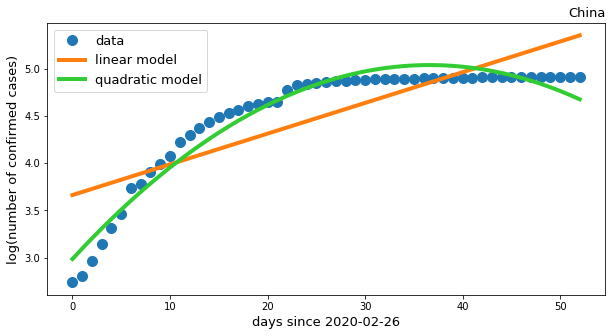 China
data
linear model
quadratic model
log(number of confirmed cases)
5.0
4.5
4.0
3.5
3.0
0 10 20 30 40 50
days since 2020-02-26